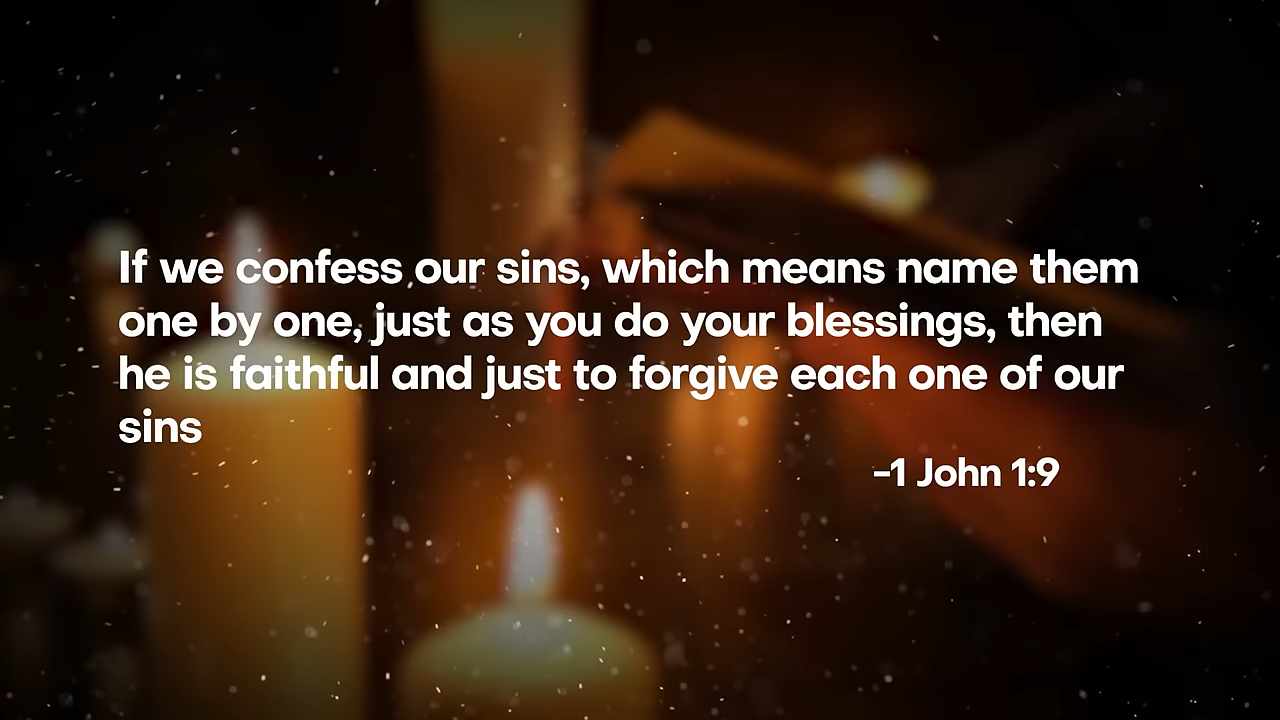 If we confess our sins, which means name them
one by one, just as you do your blessings, then
he is faithful and just to forgive each one of our
sins
-1 John 1:9